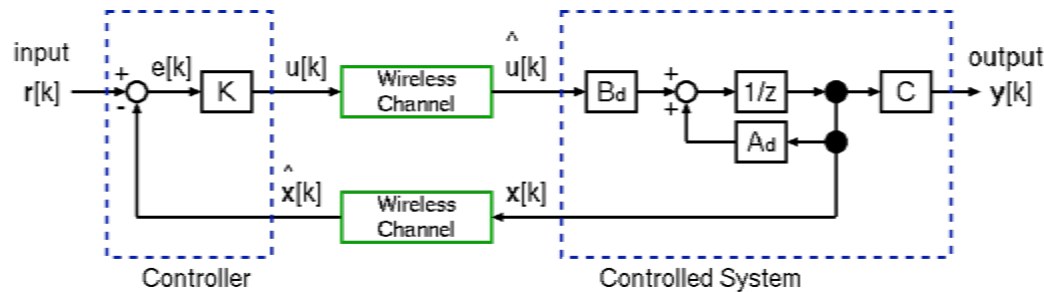 input
r[k]
+
-
e[k]
K
u[k]
Wireless
Channel
^
u[k]
Bd
+
+
1/z
Ad
C
output
y[k]
^
x[k]
Wireless
Channel
x[k]
Controller
Controlled System